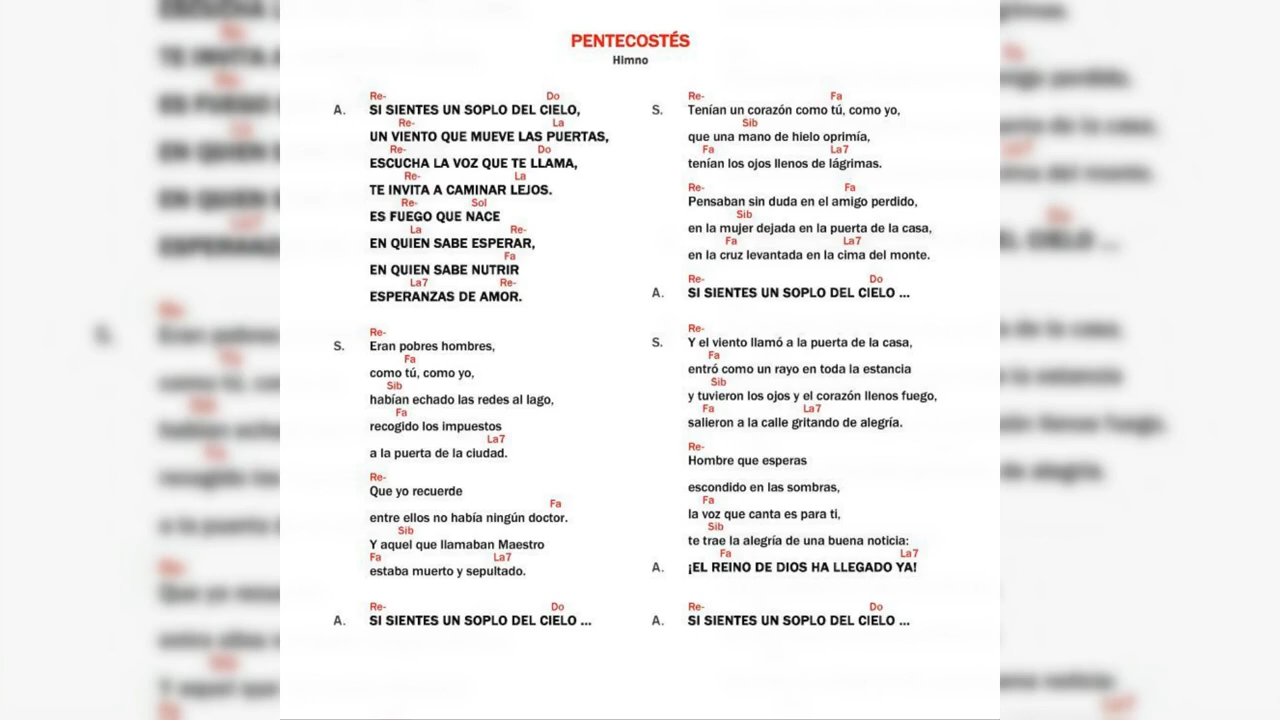 PENTECOSTÉS
Himno
Re- Do
A. SI SIENTES UN SOPLO DEL CIELO,
Re- La
UN VIENTO QUE MUEVE LAS PUERTAS,
Re- Do
ESCUCHA LA VOZ QUE TE LLAMA,
Re- La
TE INVITA A CAMINAR LEJOS.
Re- Sol
ES FUEGO QUE NACE
La Re-
EN QUIEN SABE ESPERAR,
Fa
EN QUIEN SABE NUTRIR
La7 Re-
ESPERANZAS DE AMOR.
Re-
S. Eran pobres hombres,
Fa
como tú, como yo,
Sib
habían echado las redes al lago,
Fa
recogido los impuestos
La7
a la puerta de la ciudad.
Re-
Que yo recuerde
Fa
entre ellos no había ningún doctor.
Sib
Y aquel que llamaban Maestro
Fa La7
estaba muerto y sepultado.
Re- Do
A. SI SIENTES UN SOPLO DEL CIELO ...
Re- Fa
S. Tenían un corazón como tú, como yo,
Sib
que una mano de hielo oprimía,
Fa La7
tenían los ojos llenos de lágrimas.
Re- Fa
Pensaban sin duda en el amigo perdido,
Sib
en la mujer dejada en la puerta de la casa,
Fa La7
en la cruz levantada en la cima del monte.
Re- Do
A. SI SIENTES UN SOPLO DEL CIELO ...
Re-
S. Y el viento llamó a la puerta de la casa,
Fa
entró como un rayo en toda la estancia
Sib
y tuvieron los ojos y el corazón llenos fuego,
Fa La7
salieron a la calle gritando de alegría.
Re-
Hombre que esperas
escondido en las sombras,
Fa
la voz que canta es para ti,
Sib
te trae la alegría de una buena noticia:
Fa La7
A. ¡EL REINO DE DIOS HA LLEGADO YA!
Re- Do
A. SI SIENTES UN SOPLO DEL CIELO ...